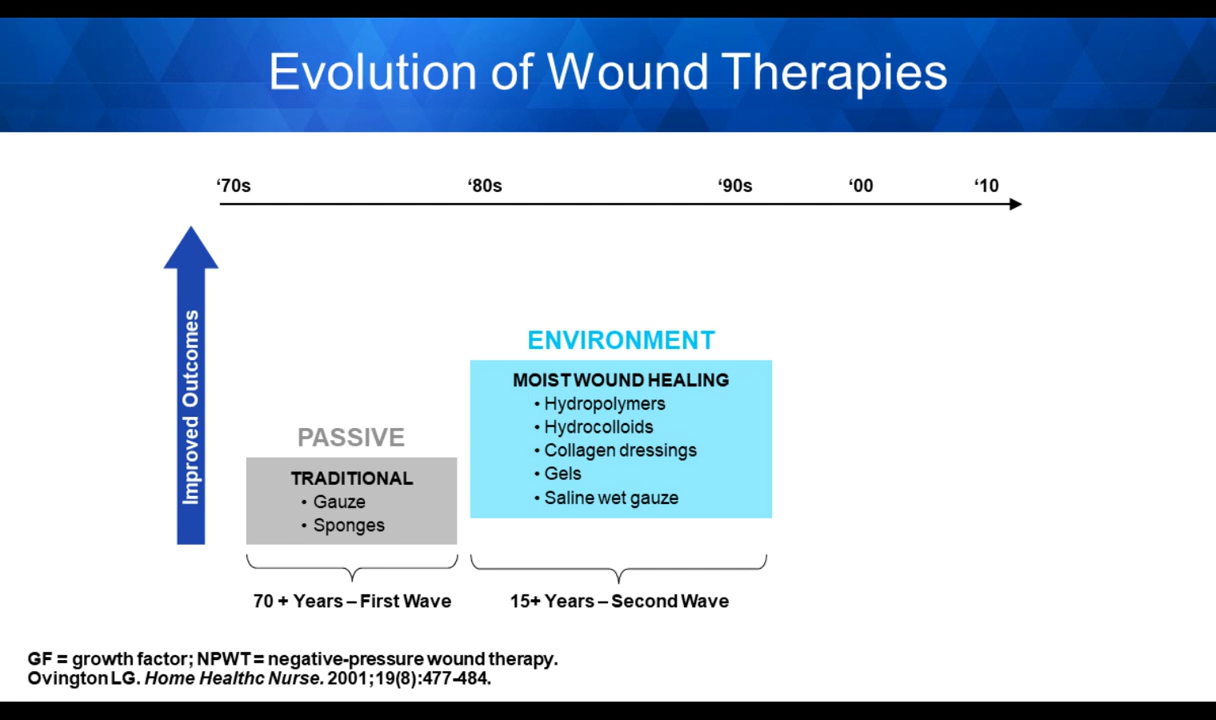 Evolution of Wound Therapies
‘70s ‘80s ‘90s ‘00 ‘10
Improved Outcomes
ENVIRONMENT
MOIST WOUND HEALING
• Hydropolymers
• Hydrocolloids
• Collagen dressings
• Gels
• Saline wet gauze
PASSIVE
TRADITIONAL
• Gauze
• Sponges
70 + Years – First Wave
15+ Years – Second Wave
GF = growth factor; NPWT = negative-pressure wound therapy.
Ovington LG. Home Healthc Nurse. 2001;19(8):477-484.